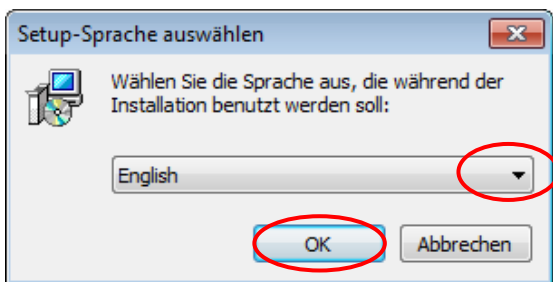 Setup-Sprache auswählen
Wählen Sie die Sprache aus, die während der
Installation benutzt werden soll:
English
OK
Abbrechen